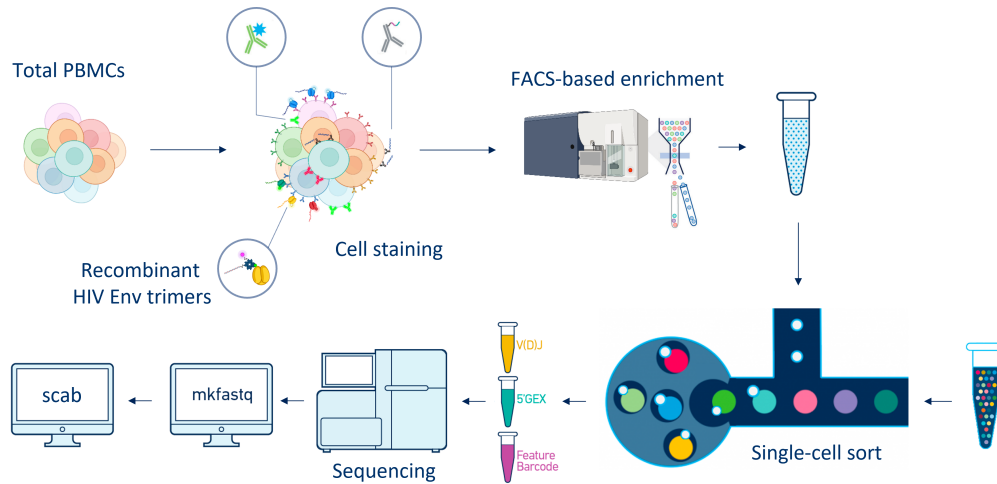 Total PBMCs
FACS-based enrichment
Cell staining
Recombinant
HIV Env trimers
V(D)J
5'GEX
Feature
Barcode
scab
mkfastq
Sequencing
Single-cell sort